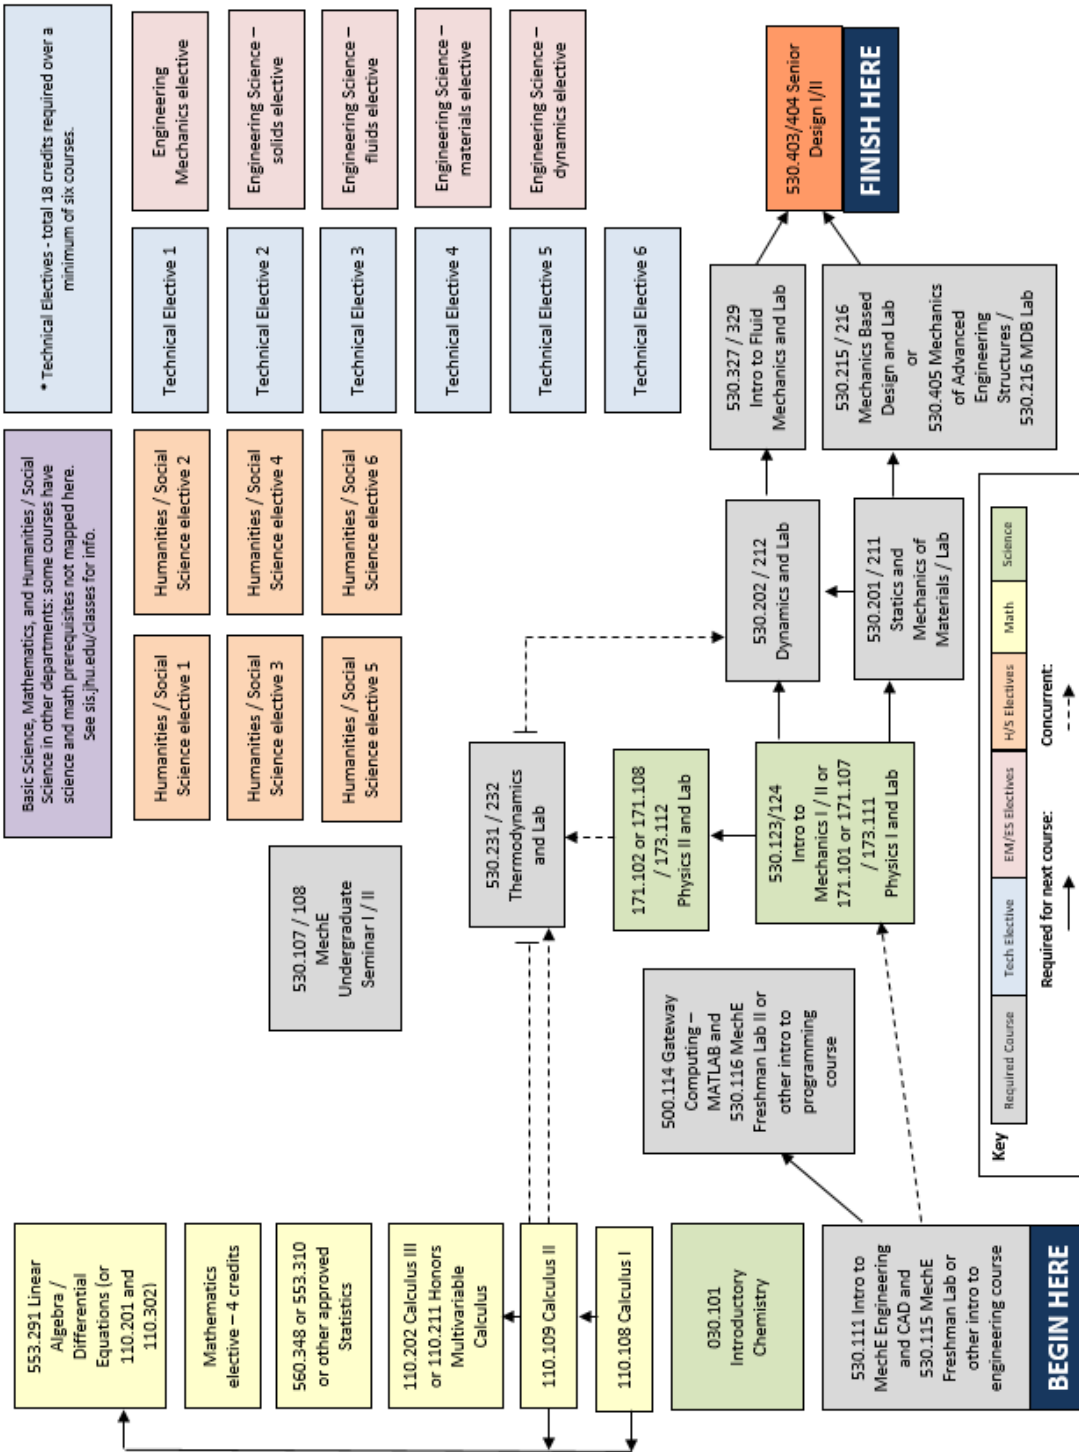 553.291 Linear
Algebra /
Differential
Equations (or
110.201 and
110.302)
Mathematics
elective – 4 credits
560.348 or 553.310
or other approved
Statistics
110.202 Calculus III
or 110.211 Honors
Multivariable
Calculus
110.109 Calculus II
110.108 Calculus I
030.101
Introductory
Chemistry
530.111 Intro to
MechE Engineering
and CAD and
530.115 MechE
Freshman Lab or
other intro to
engineering course
BEGIN HERE
530.107 / 108
MechE
Undergraduate
Seminar I / II
500.114 Gateway
Computing –
MATLAB and
530.116 MechE
Freshman Lab II or
other intro to
programming
course
Basic Science, Mathematics, and Humanities / Social
Science in other departments: some courses have
science and math prerequisites not mapped here.
See sis.jhu.edu/classes for info.
Humanities / Social
Science elective 1
Humanities / Social
Science elective 2
Humanities / Social
Science elective 3
Humanities / Social
Science elective 4
Humanities / Social
Science elective 5
Humanities / Social
Science elective 6
530.231 / 232
Thermodynamics
and Lab
171.102 or 171.108
/ 173.112
Physics II and Lab
530.123/124
Intro to
Mechanics I / II or
171.101 or 171.107
/ 173.111
Physics I and Lab
* Technical Electives - total 18 credits required over a
minimum of six courses.
Technical Elective 1
Technical Elective 2
Technical Elective 3
Technical Elective 4
Technical Elective 5
Technical Elective 6
Engineering
Mechanics elective
Engineering Science –
solids elective
Engineering Science –
fluids elective
Engineering Science –
materials elective
Engineering Science –
dynamics elective
530.202 / 212
Dynamics and Lab
530.201 / 211
Statics and
Mechanics of
Materials / Lab
530.327 / 329
Intro to Fluid
Mechanics and Lab
530.215 / 216
Mechanics Based
Design and Lab
or
530.405 Mechanics
of Advanced
Engineering
Structures /
530.216 MDB Lab
530.403/404 Senior
Design I/II
FINISH HERE
Key
Required Course
Tech Elective
EM/ES Electives
H/S Electives
Math
Science
Required for next course:
Concurrent: